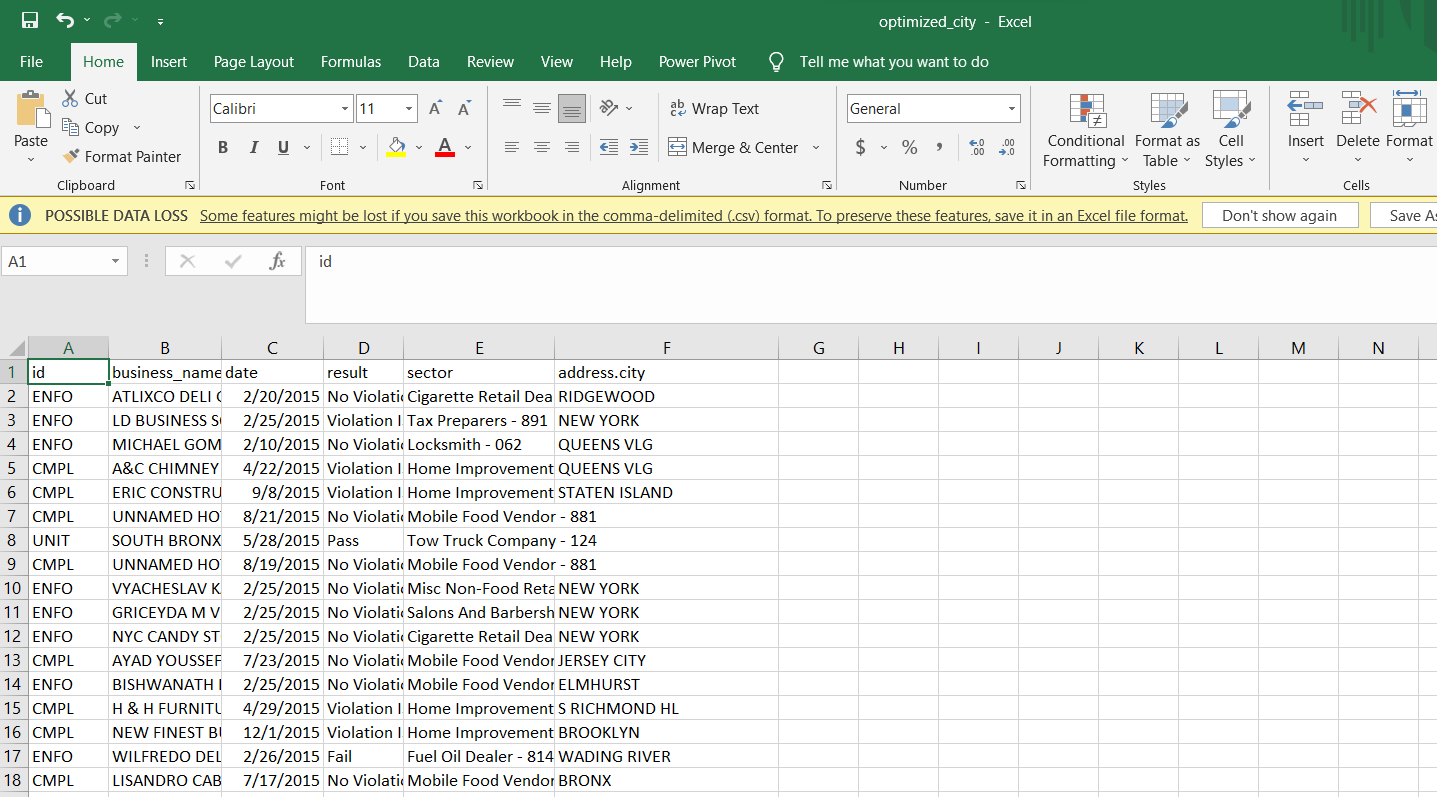 optimized_city - Excel
File Home Insert Page Layout Formulas Data Review View Help Power Pivot Tell me what you want to do
Paste
Cut
Copy
Format Painter
Clipboard
Calibri 11
B I U
Font
Wrap Text
Merge & Center
Alignment
General
$ % ,
Number
Conditional Formatting
Format as Table
Cell Styles
Styles
Insert Delete Format
Cells
POSSIBLE DATA LOSS Some features might be lost if you save this workbook in the comma-delimited (.csv) format. To preserve these features, save it in an Excel file format. Don't show again Save As
A1 fx id
A B C D E F G H I J K L M N
1 id business_name date result sector address.city
2 ENFO ATLIXCO DELI G 2/20/2015 No Violatio Cigarette Retail Dea RIDGEWOOD
3 ENFO LD BUSINESS SO 2/25/2015 Violation I Tax Preparers - 891 NEW YORK
4 ENFO MICHAEL GOM 2/10/2015 No Violatio Locksmith - 062 QUEENS VLG
5 CMPL A&C CHIMNEY 4/22/2015 Violation I Home Improvement QUEENS VLG
6 CMPL ERIC CONSTRU 9/8/2015 Violation I Home Improvement STATEN ISLAND
7 CMPL UNNAMED HO 8/21/2015 No Violatio Mobile Food Vendor - 881
8 UNIT SOUTH BRONX 5/28/2015 Pass Tow Truck Company - 124
9 CMPL UNNAMED HO 8/19/2015 No Violatio Mobile Food Vendor - 881
10 ENFO VYACHESLAV K 2/25/2015 No Violatio Misc Non-Food Reta NEW YORK
11 ENFO GRICEYDA M V 2/25/2015 No Violatio Salons And Barbersh NEW YORK
12 ENFO NYC CANDY ST 2/25/2015 No Violatio Cigarette Retail Dea NEW YORK
13 CMPL AYAD YOUSSEF 7/23/2015 No Violatio Mobile Food Vendor JERSEY CITY
14 ENFO BISHWANATH 2/25/2015 No Violatio Mobile Food Vendor ELMHURST
15 CMPL H & H FURNITU 4/29/2015 Violation I Home Improvement S RICHMOND HL
16 CMPL NEW FINEST BU 12/1/2015 Violation I Home Improvement BROOKLYN
17 ENFO WILFREDO DEL 2/26/2015 Fail Fuel Oil Dealer - 814 WADING RIVER
18 CMPL LISANDRO CAB 7/17/2015 No Violatio Mobile Food Vendor BRONX